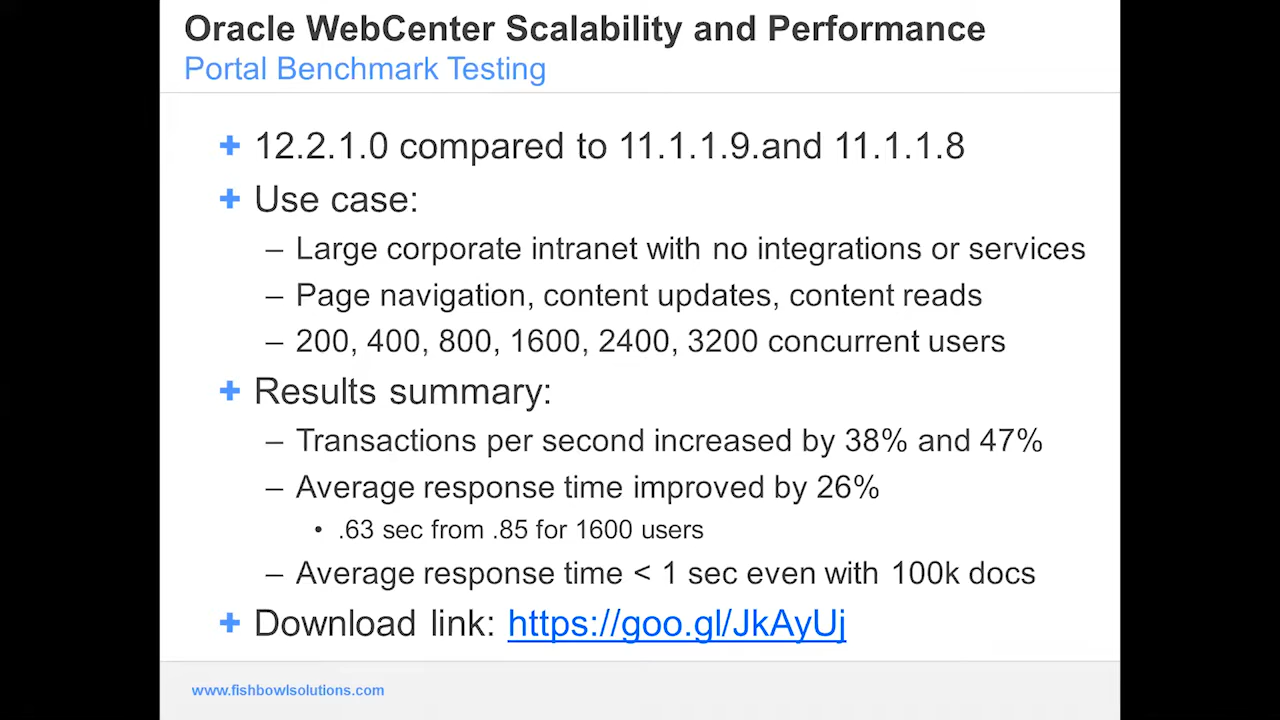 Oracle WebCenter Scalability and Performance
Portal Benchmark Testing
+ 12.2.1.0 compared to 11.1.1.9.and 11.1.1.8
+ Use case:
– Large corporate intranet with no integrations or services
– Page navigation, content updates, content reads
– 200, 400, 800, 1600, 2400, 3200 concurrent users
+ Results summary:
– Transactions per second increased by 38% and 47%
– Average response time improved by 26%
• .63 sec from .85 for 1600 users
– Average response time < 1 sec even with 100k docs
+ Download link: https://goo.gl/JkAyUj
www.fishbowlsolutions.com